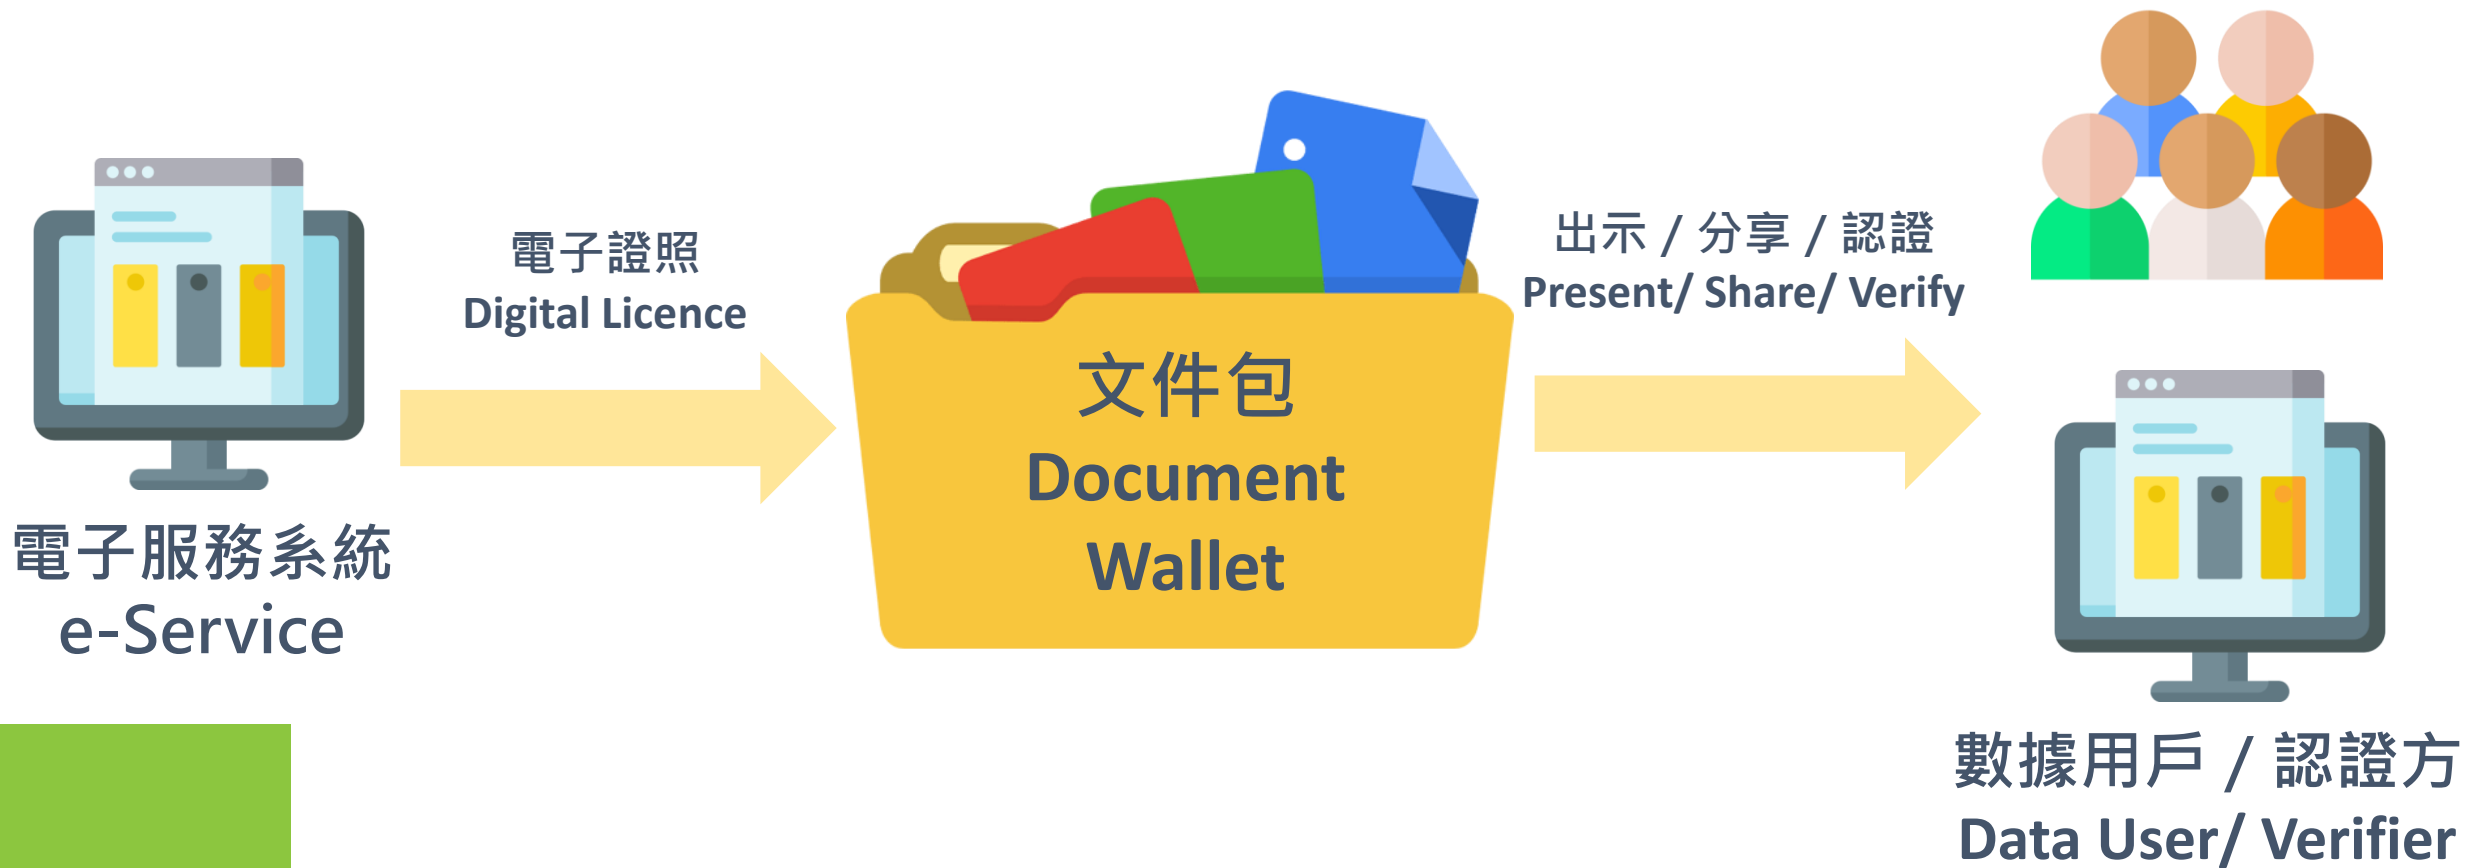 電子服務系統
e-Service
電子證照
Digital Licence
文件包
Document
Wallet
出示 / 分享 / 認證
Present/ Share/ Verify
數據用戶 / 認證方
Data User/ Verifier